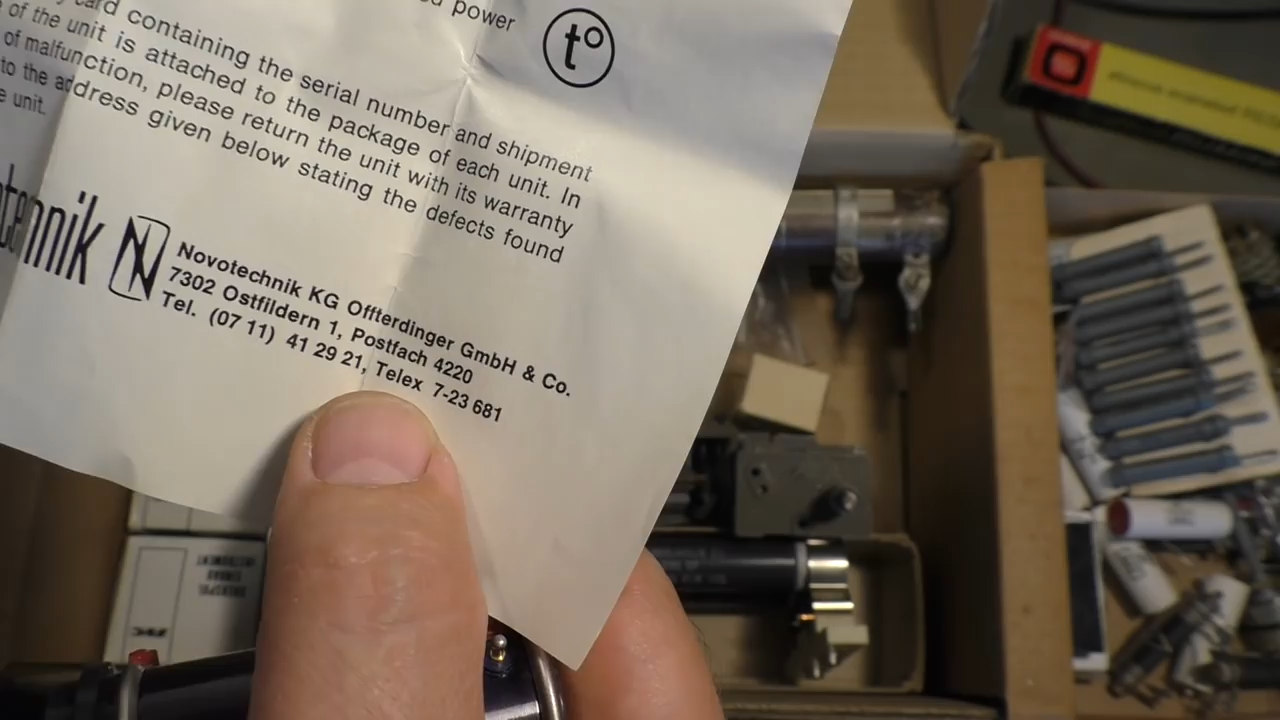 power
card containing the serial number and shipment
of the unit is attached to the package of each unit. In
of malfunction, please return the unit with its warranty
to the address given below stating the defects found
unit.
t°
Novotechnik KG Offterdinger GmbH & Co.
7302 Ostfildern 1, Postfach 4220
Tel. (07 11) 41 29 21, Telex 7-23 681